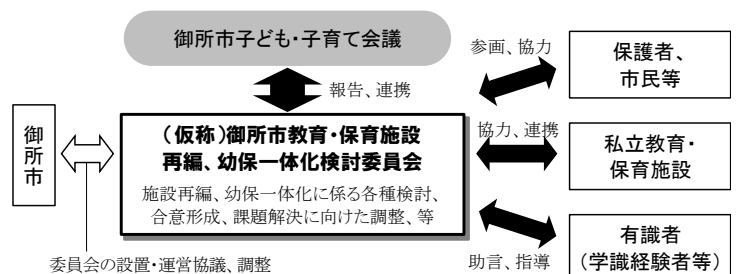 御所市子ども・子育て会議
参画、協力
保護者、
市民等
報告、連携
御所市
(仮称)御所市教育・保育施設
再編、幼保一体化検討委員会
施設再編、幼保一体化に係る各種検討、
合意形成、課題解決に向けた調整、等
協力、連携
私立教育・
保育施設
有識者
(学識経験者等)
助言、指導
委員会の設置・運営協議、調整